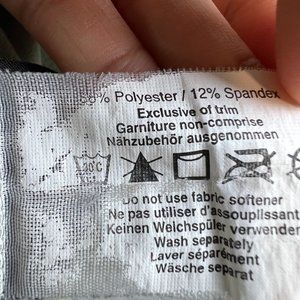 % Polyester / 12% Spandex
Exclusive of trim
Garniture non-comprise
Nähzubehör ausgenommen
30°C
Do not use fabric softener
Ne pas utiliser d'assouplissant
Keinen Weichspüler verwenden
Wash separately
Laver séparément
Wäsche separat